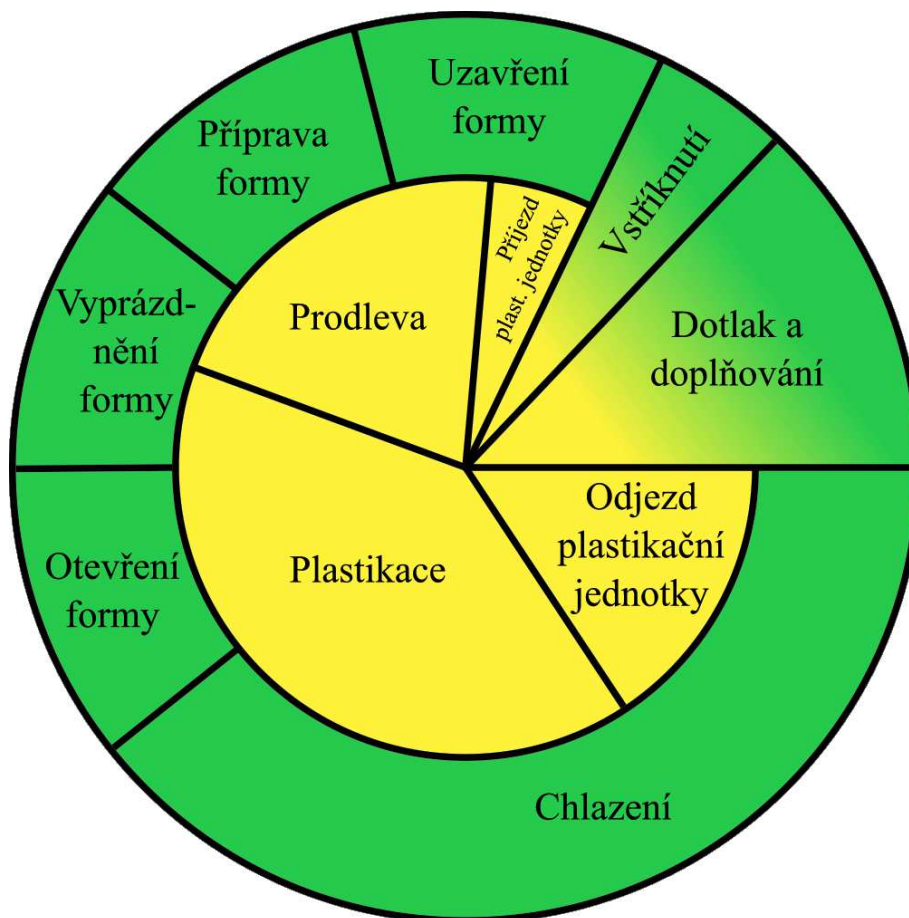 Uzavření
formy
Příprava
formy
Vstříknutí
Příjezd
plast. jednotky
Vyprázd-
nění
formy
Prodleva
Dotlak a
doplňování
Odjezd
plastikační
jednotky
Otevření
formy
Plastikace
Chlazení